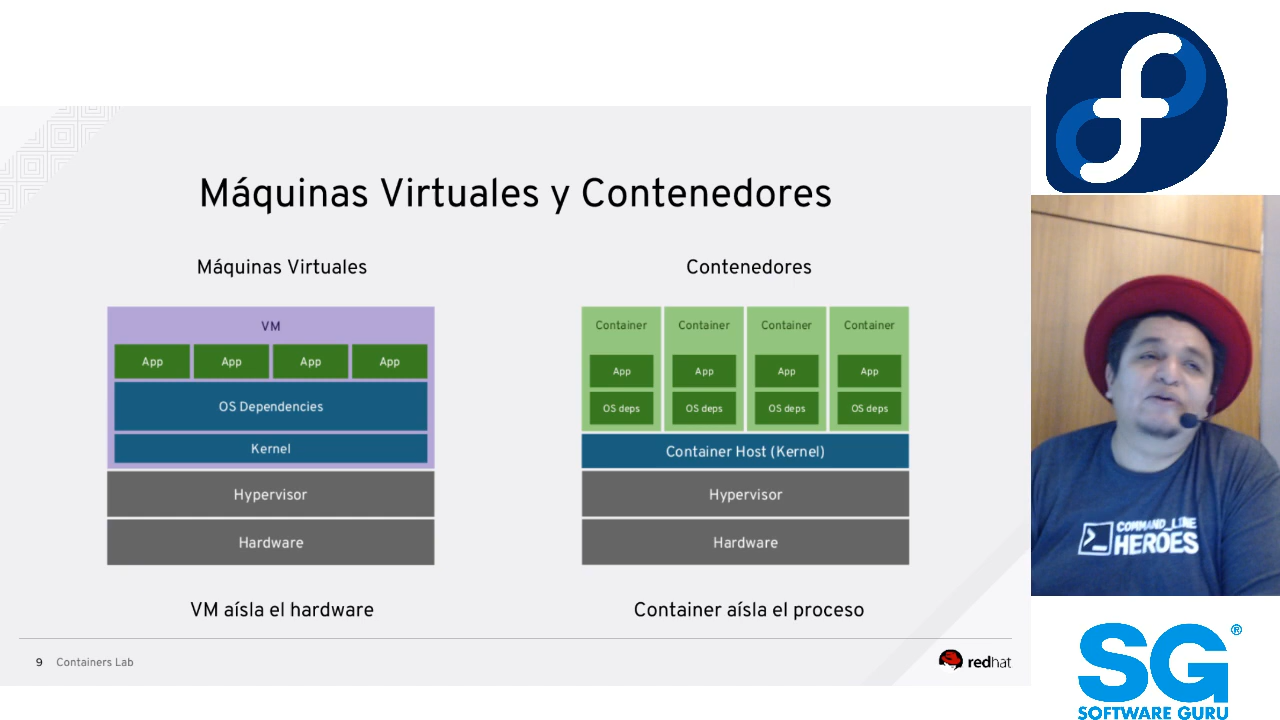 Máquinas Virtuales y Contenedores
Máquinas Virtuales
VM
App App App App
OS Dependencies
Kernel
Hypervisor
Hardware
VM aísla el hardware
Contenedores
Container Container Container Container
App App App App
OS deps OS deps OS deps OS deps
Container Host (Kernel)
Hypervisor
Hardware
Container aísla el proceso
9 Containers Lab
redhat
COMMAND_LINE
HEROES
SG®
SOFTWARE GURU